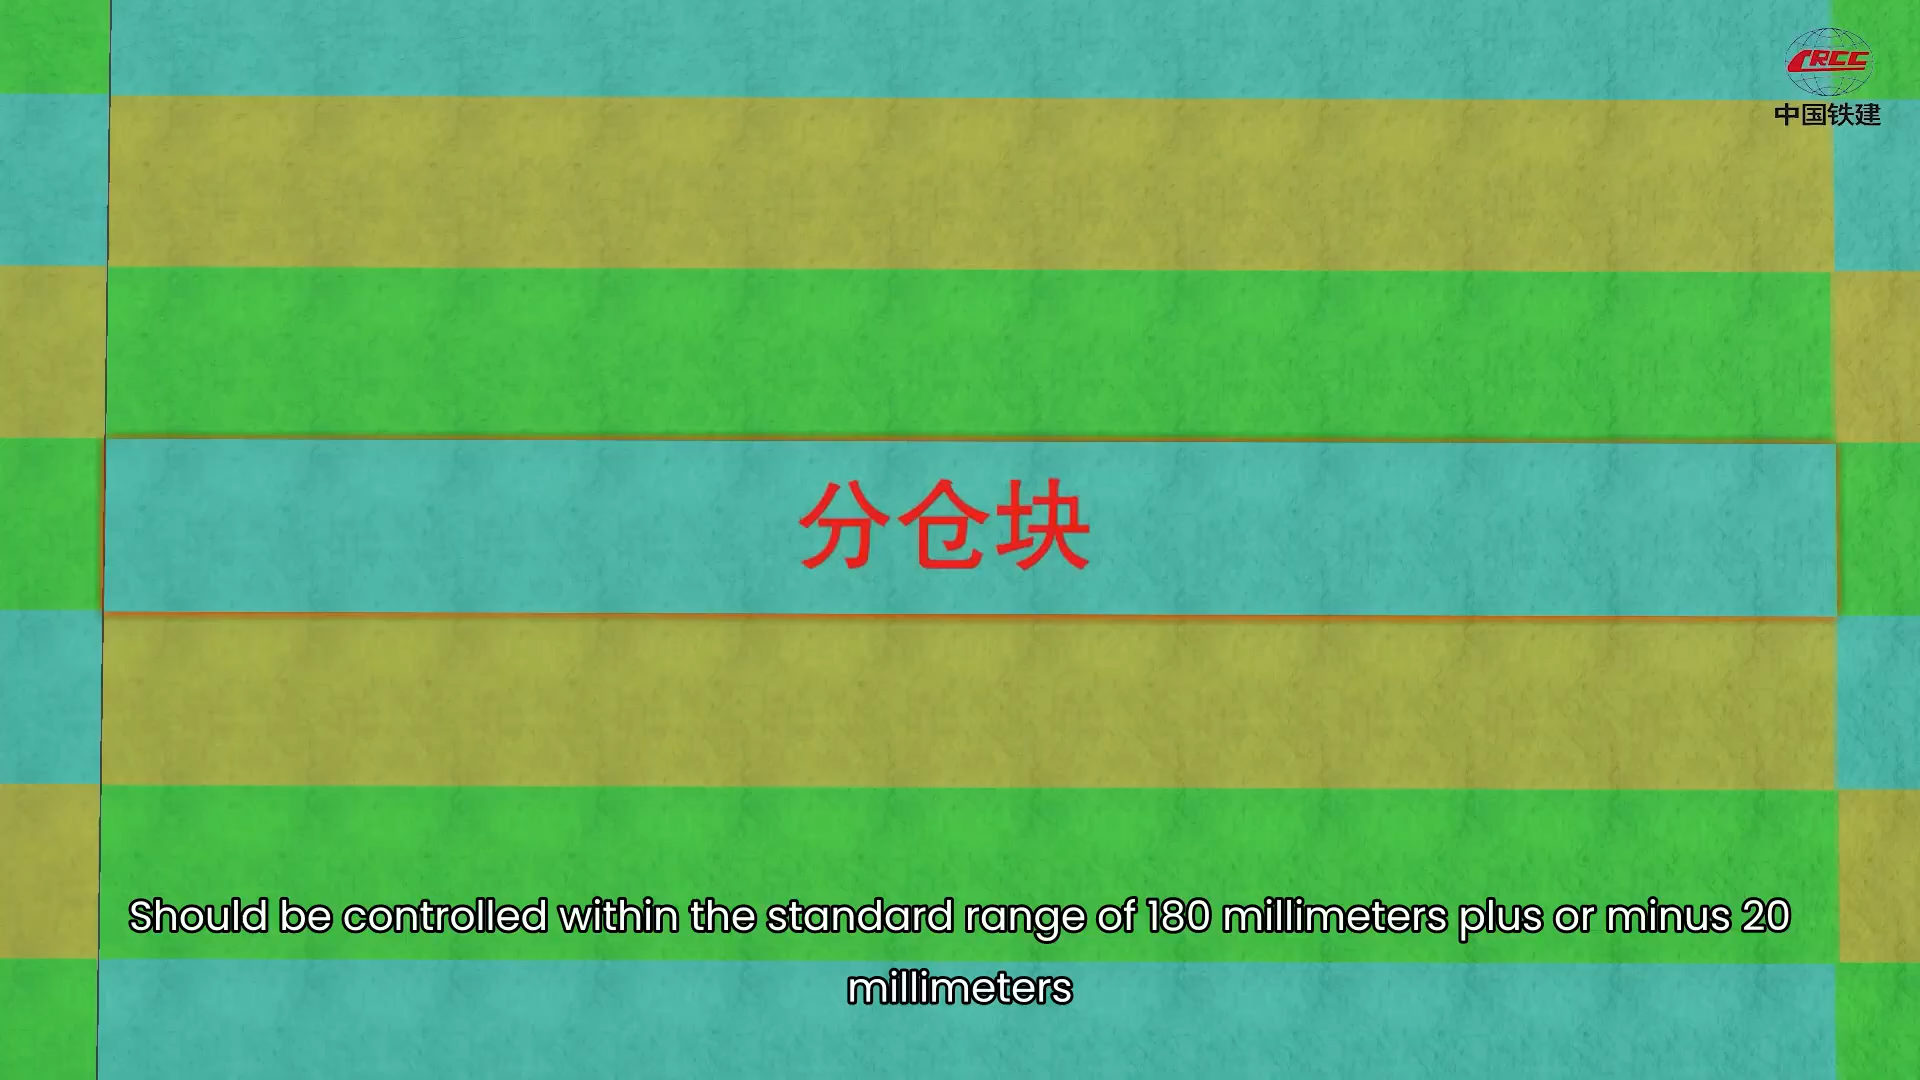 CRCC
中国铁建
分仓块
Should be controlled within the standard range of 180 millimeters plus or minus 20
millimeters